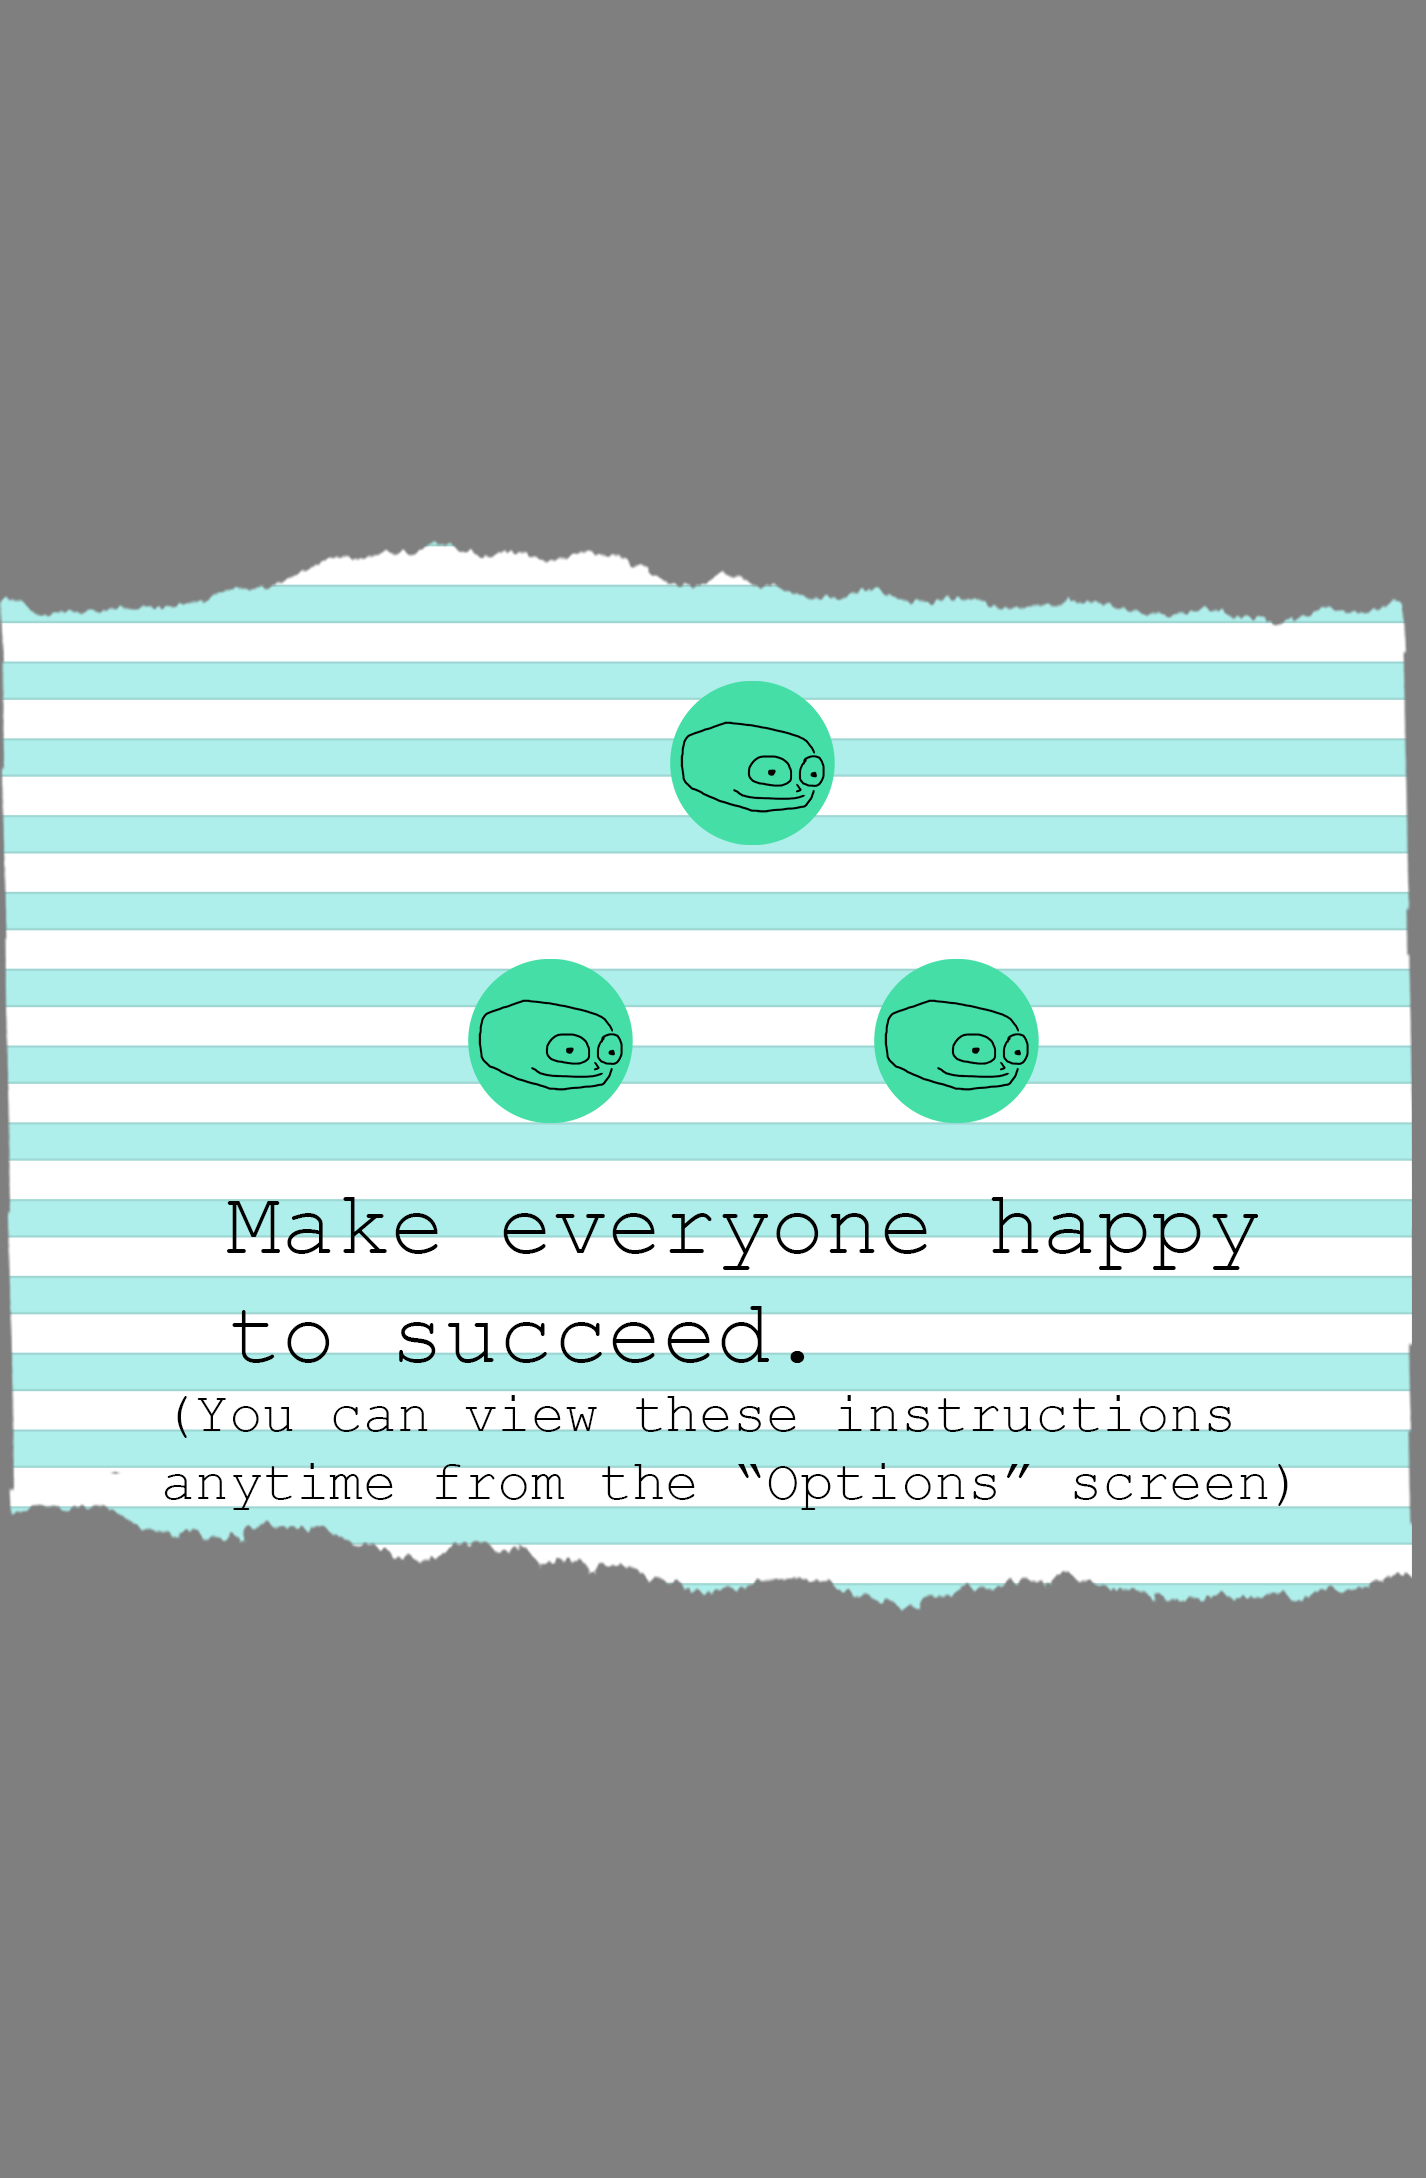 Make everyone happy
to succeed.
(You can view these instructions
anytime from the “Options” screen)